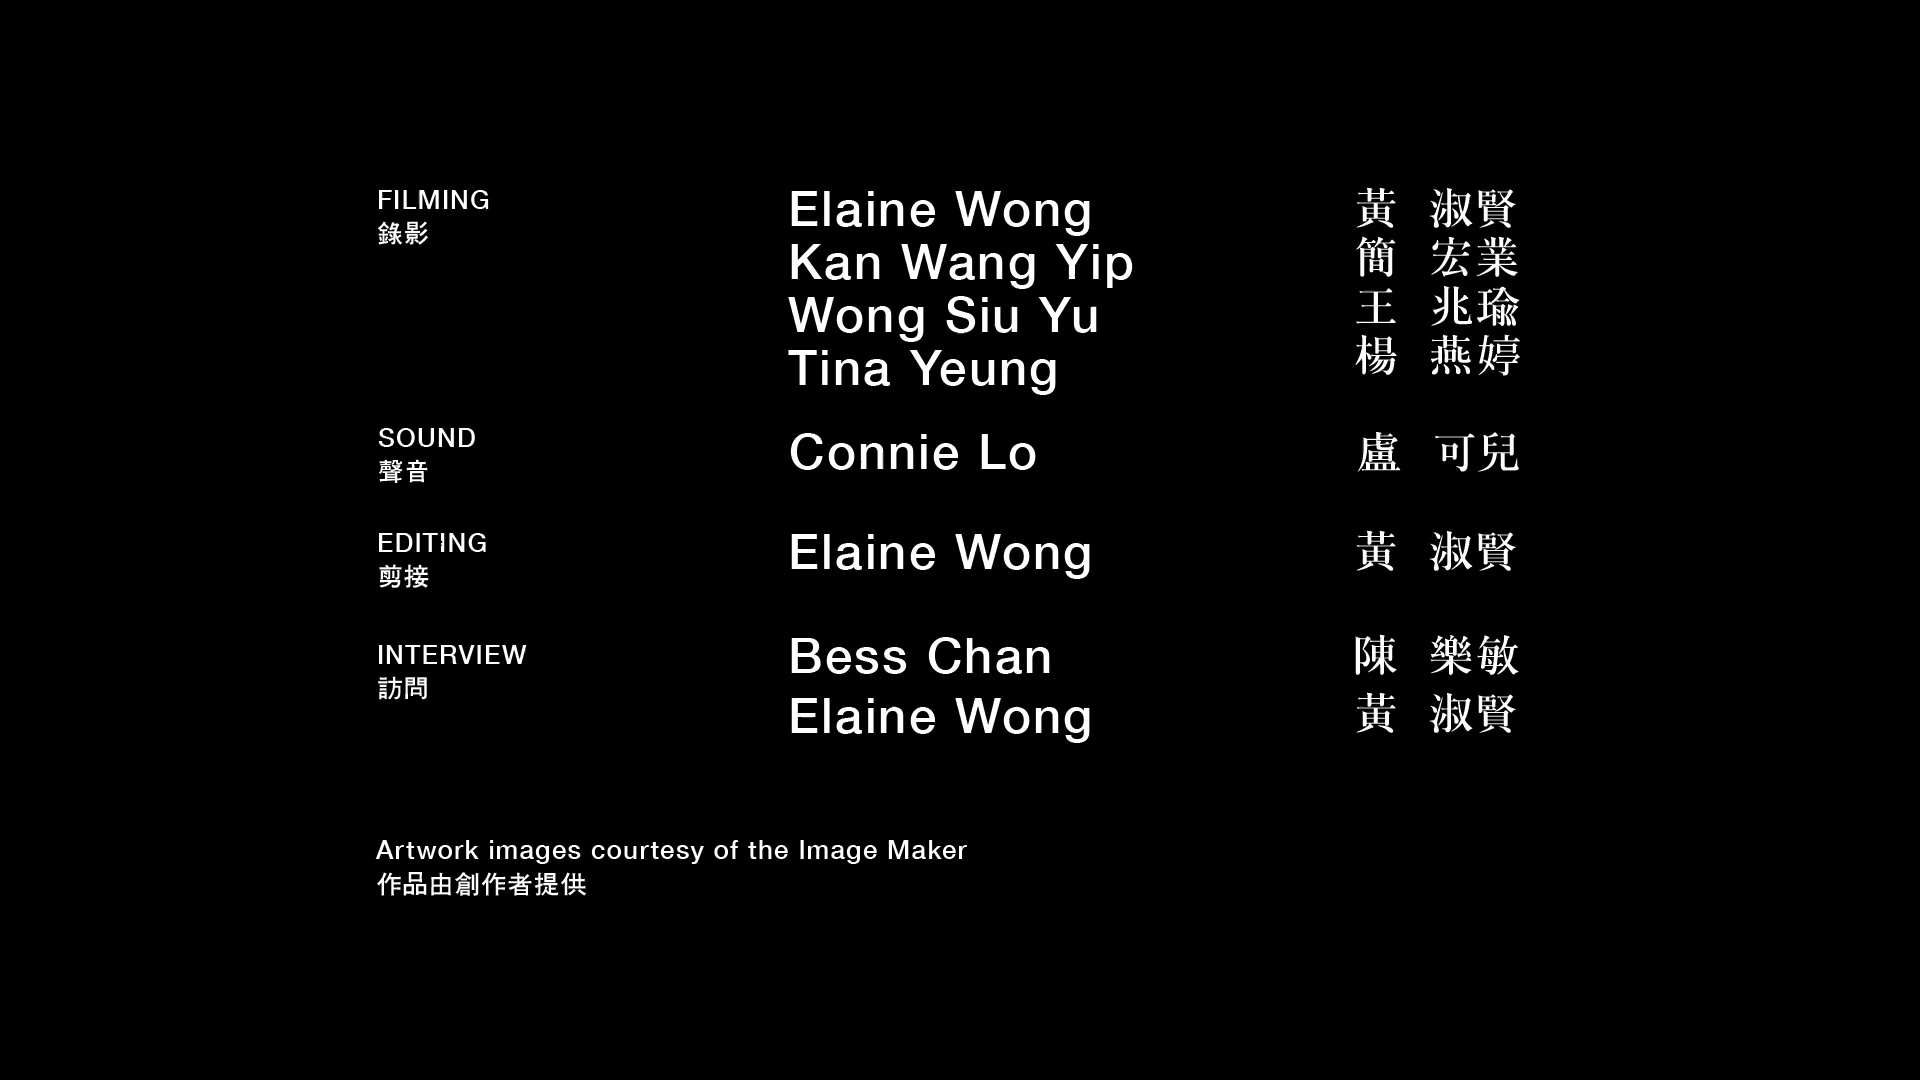 FILMING
錄影
Elaine Wong 黃 淑賢
Kan Wang Yip 簡 宏業
Wong Siu Yu 王 兆瑜
Tina Yeung 楊 燕婷
SOUND
聲音
Connie Lo 盧 可兒
EDITING
剪接
Elaine Wong 黃 淑賢
INTERVIEW
訪問
Bess Chan 陳 樂敏
Elaine Wong 黃 淑賢
Artwork images courtesy of the Image Maker
作品由創作者提供